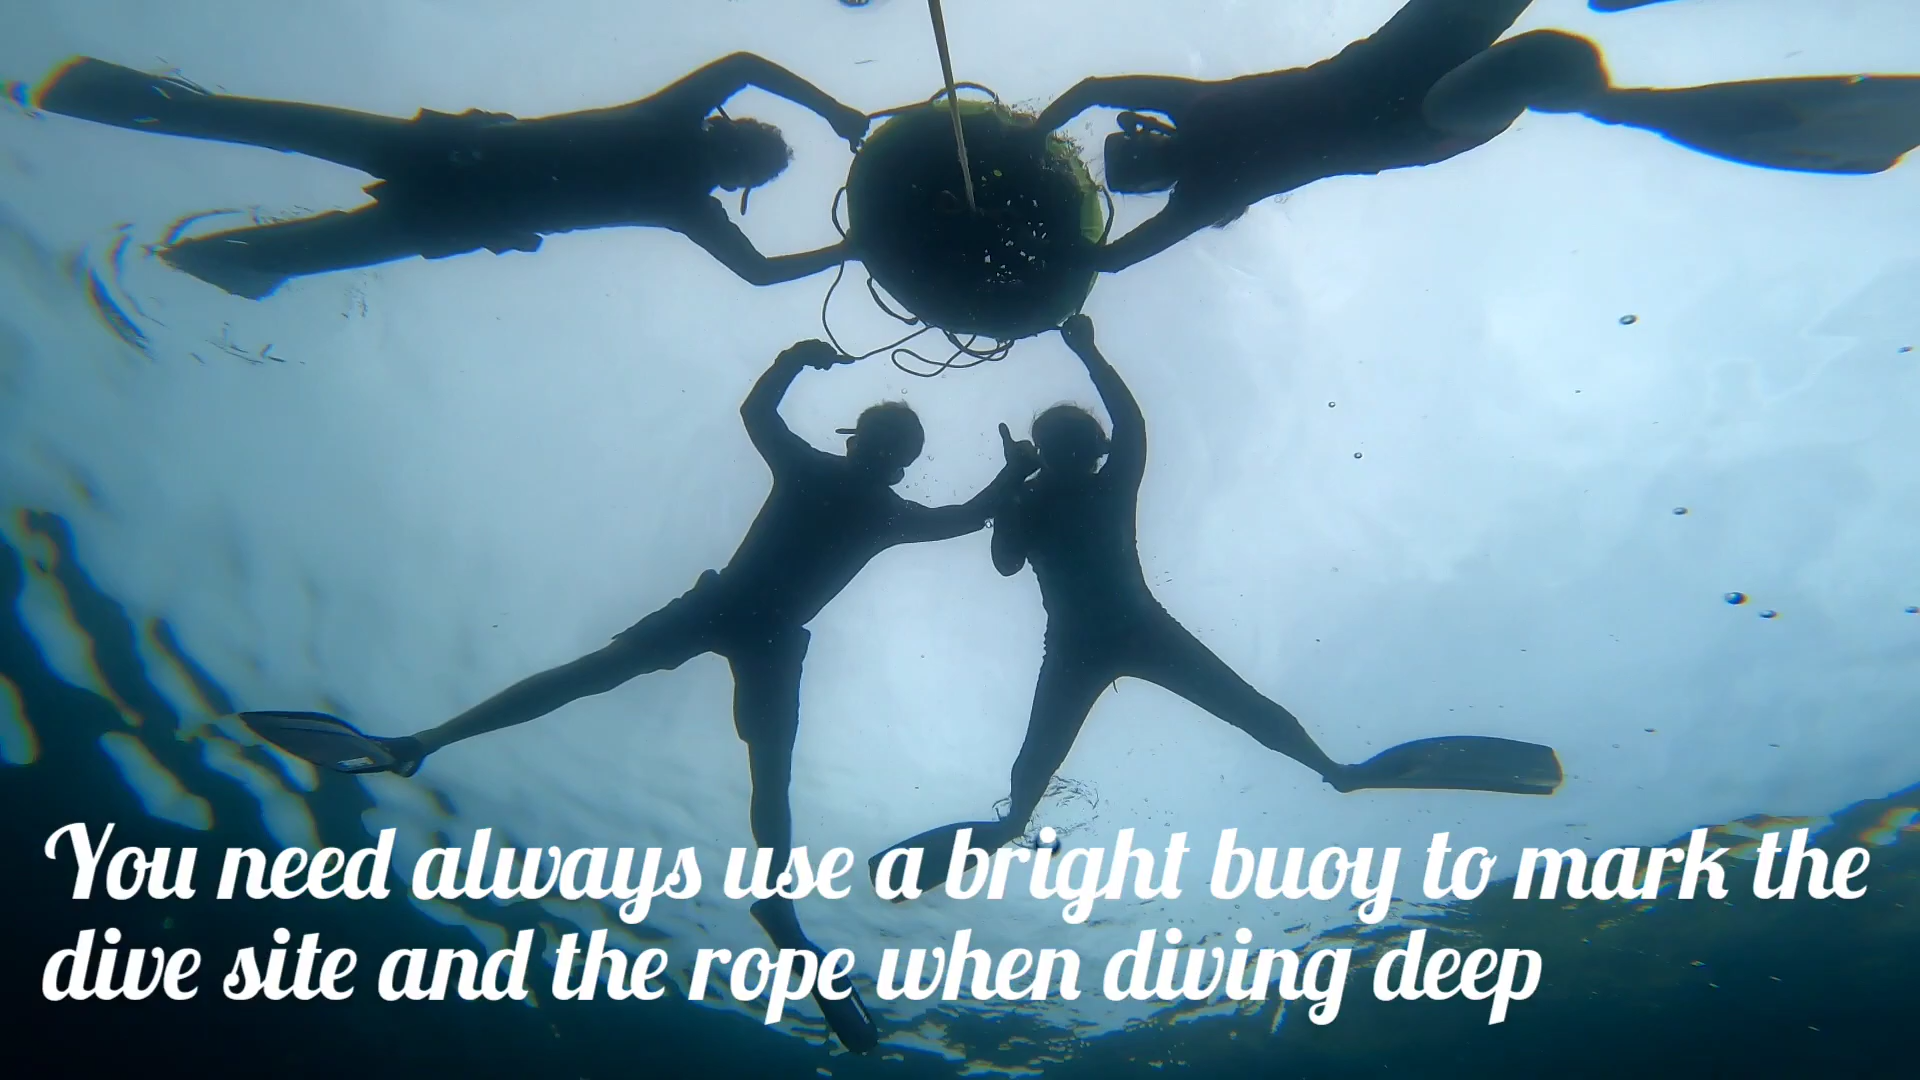 You need always use a bright buoy to mark the
dive site and the rope when diving deep